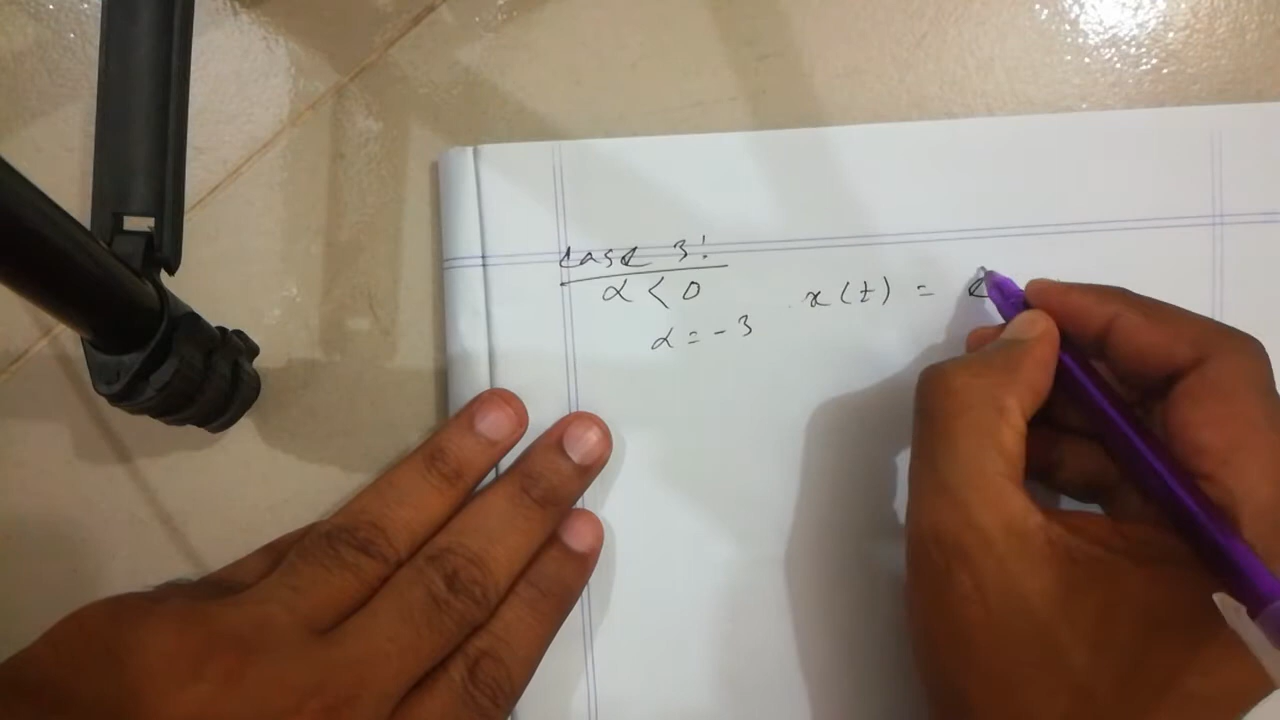 case 3!
α < 0
x(t) = e
α = -3